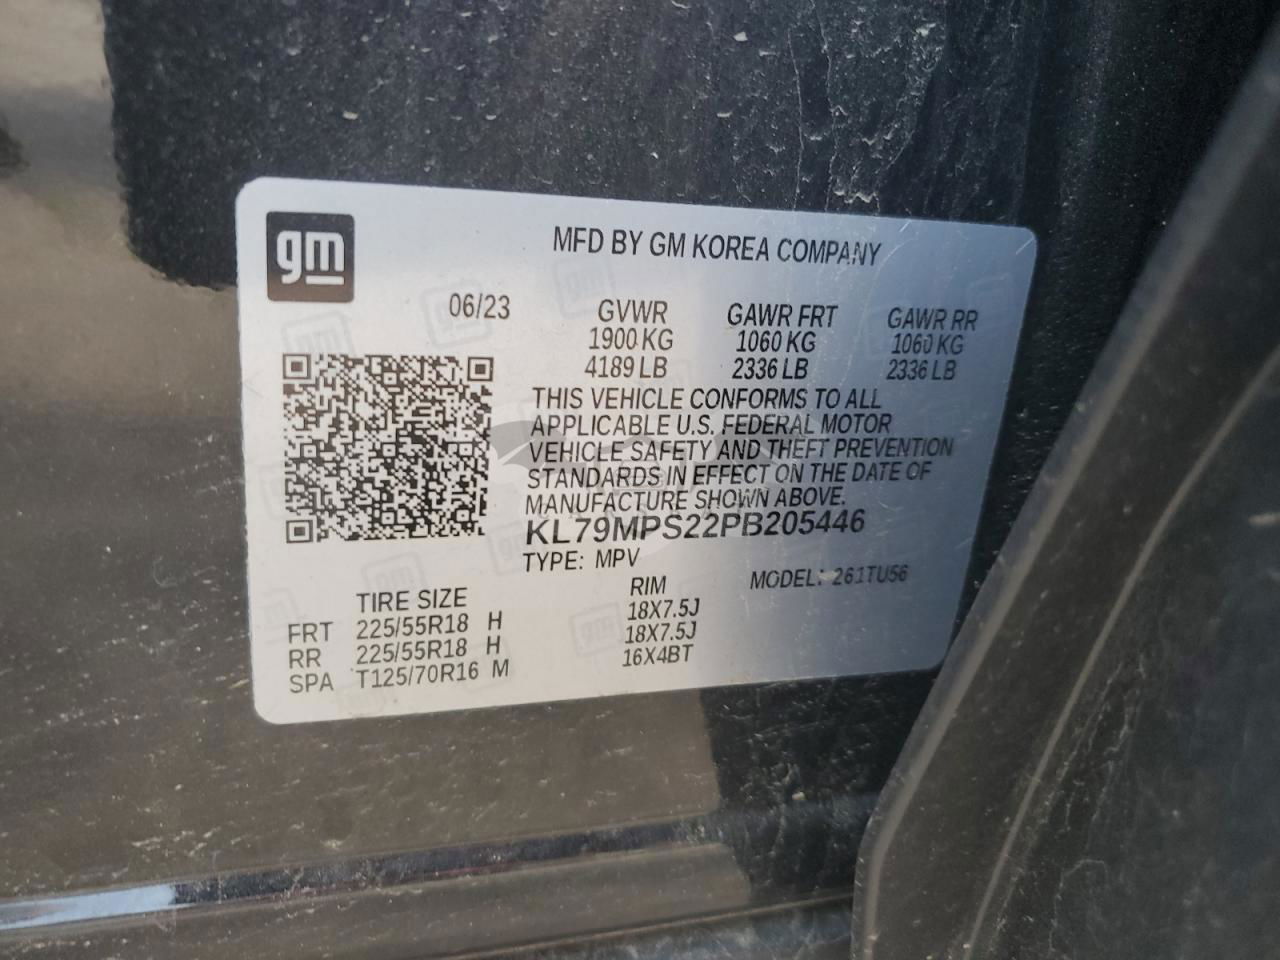 gm
MFD BY GM KOREA COMPANY
06/23 GVWR GAWR FRT GAWR RR
1900 KG 1060 KG 1060 KG
4189 LB 2336 LB 2336 LB
THIS VEHICLE CONFORMS TO ALL
APPLICABLE U.S. FEDERAL MOTOR
VEHICLE SAFETY AND THEFT PREVENTION
STANDARDS IN EFFECT ON THE DATE OF
MANUFACTURE SHOWN ABOVE.
KL79MPS22PB205446
TYPE: MPV
MODEL: 261TU56
TIRE SIZE RIM
FRT 225/55R18 H 18X7.5J
RR 225/55R18 H 18X7.5J
SPA T125/70R16 M 16X4BT